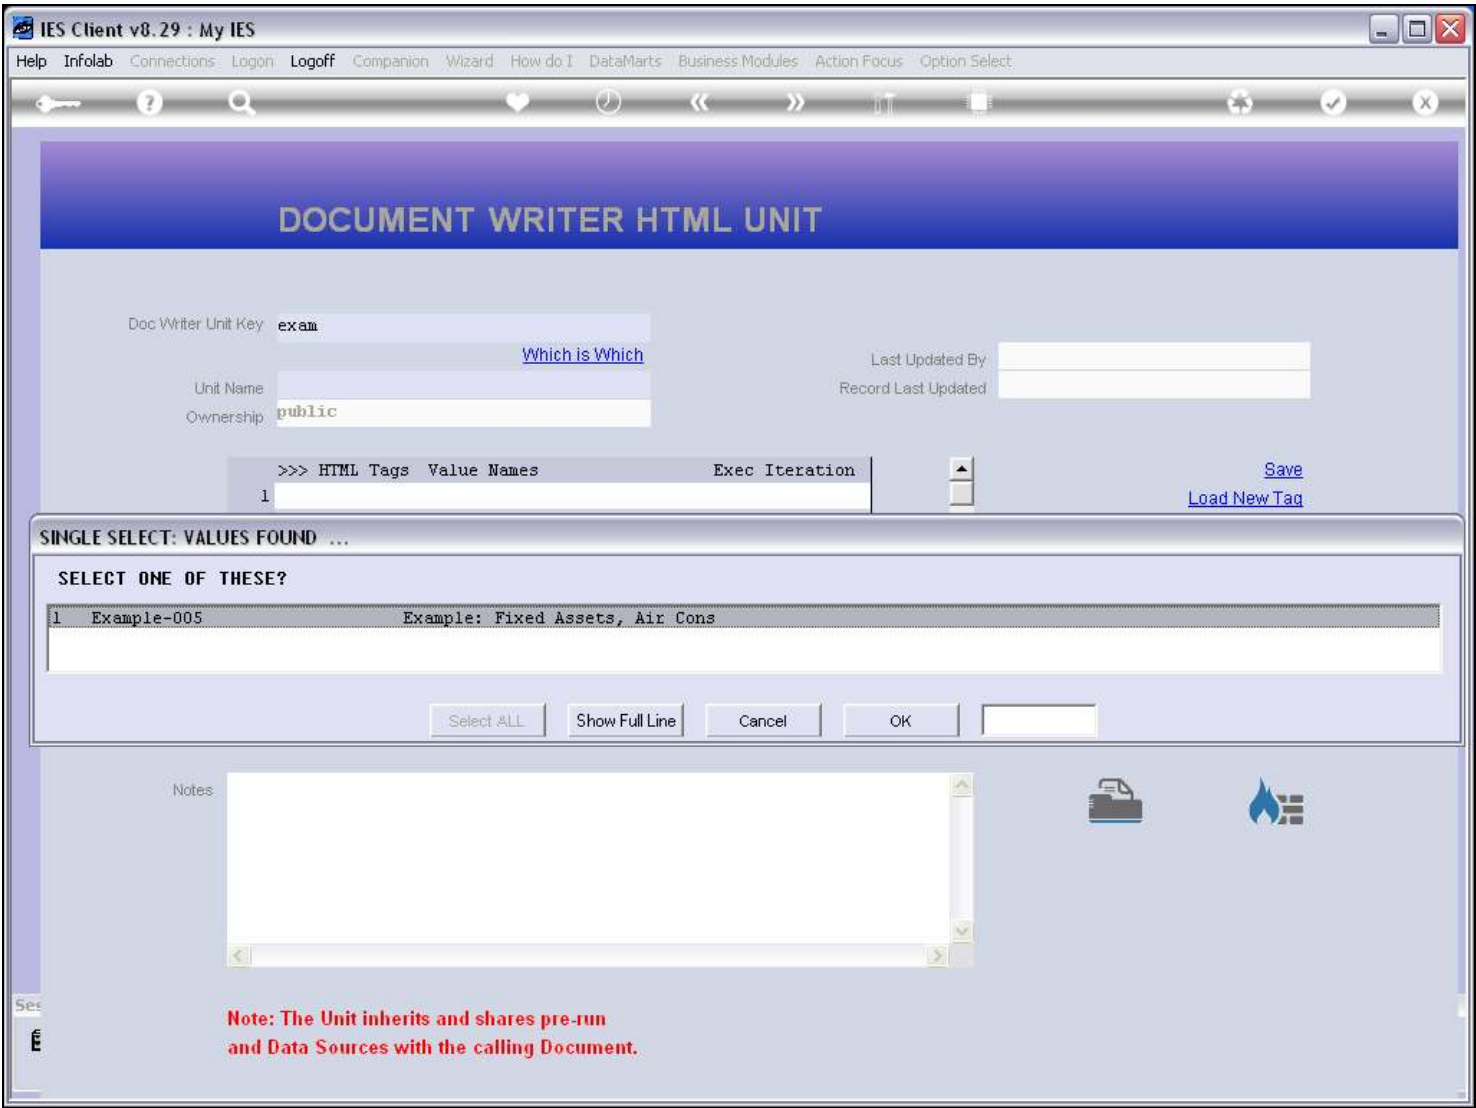 IES Client v8.29 : My IES
Help Infolab Connections Logon Logoff Companion Wizard How do I DataMarts Business Modules Action Focus Option Select
DOCUMENT WRITER HTML UNIT
Doc Writer Unit Key exam
Which is Which
Last Updated By
Unit Name
Record Last Updated
Ownership public
>>> HTML Tags Value Names Exec Iteration
Save
1
Load New Tag
SINGLE SELECT: VALUES FOUND ...
SELECT ONE OF THESE?
1 Example-005 Example: Fixed Assets, Air Cons
Select ALL Show Full Line Cancel OK
Notes
Ses
Note: The Unit inherits and shares pre-run
and Data Sources with the calling Document.